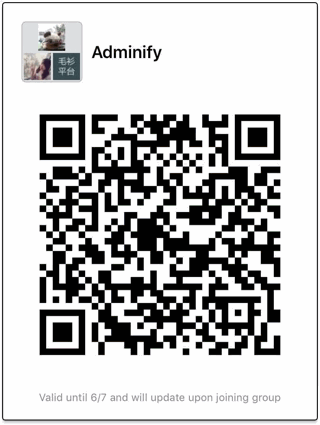 Adminify
毛衫
平台
Valid until 6/7 and will update upon joining group